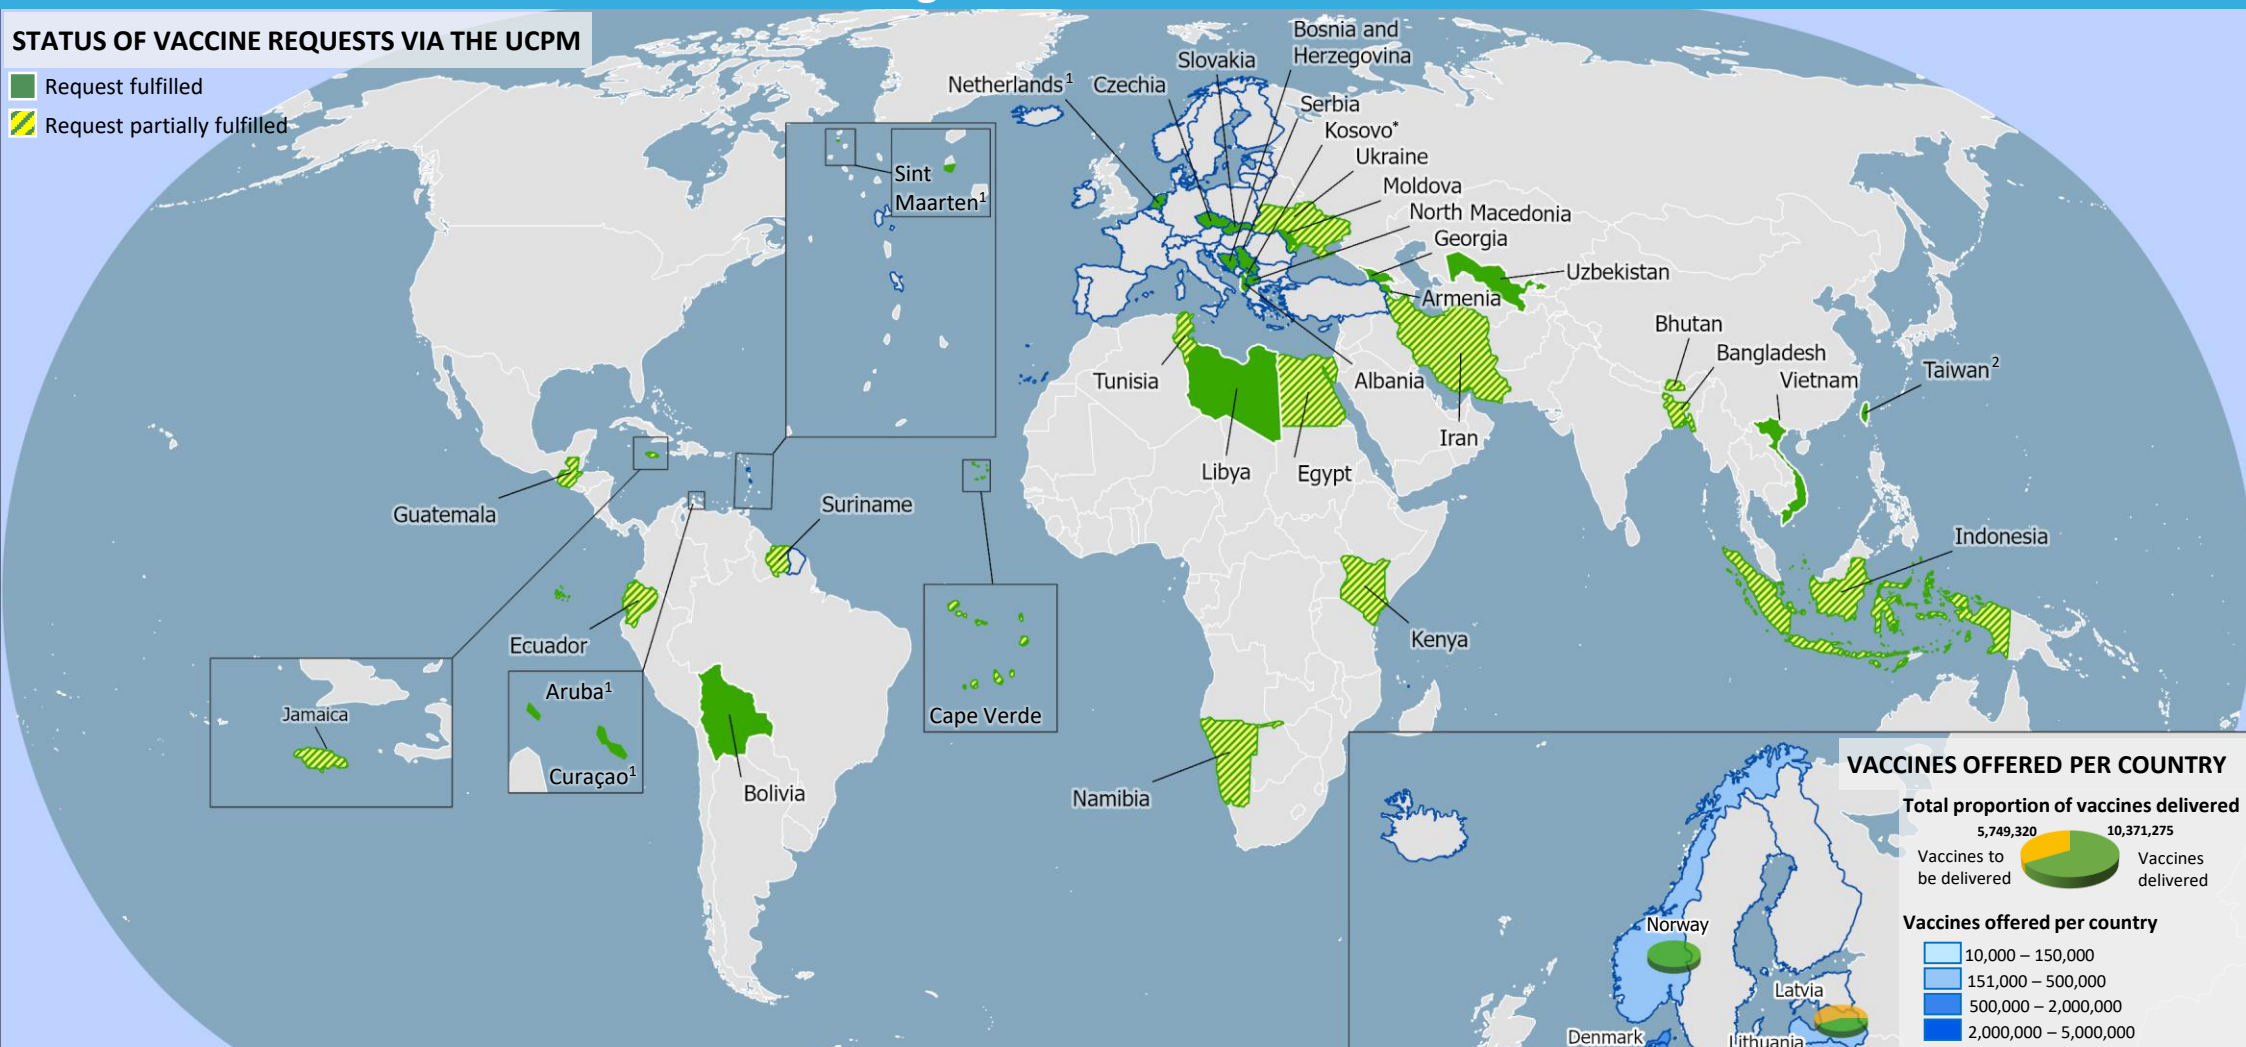 STATUS OF VACCINE REQUESTS VIA THE UCPM
Request fulfilled
Request partially fulfilled
Bosnia and
Herzegovina
Slovakia
Netherlands¹
Czechia
Serbia
Kosovo*
Ukraine
Moldova
North Macedonia
Georgia
Uzbekistan
Armenia
Sint
Maarten¹
Bhutan
Bangladesh
Vietnam
Taiwan²
Tunisia
Albania
Iran
Libya
Egypt
Guatemala
Suriname
Indonesia
Ecuador
Kenya
Aruba¹
Curaçao¹
Jamaica
Cape Verde
Bolivia
Namibia
VACCINES OFFERED PER COUNTRY
Total proportion of vaccines delivered
5,749,320
10,371,275
Vaccines to
be delivered
Vaccines
delivered
Vaccines offered per country
10,000 – 150,000
151,000 – 500,000
500,000 – 2,000,000
2,000,000 – 5,000,000
Norway
Latvia
Denmark
Lithuania